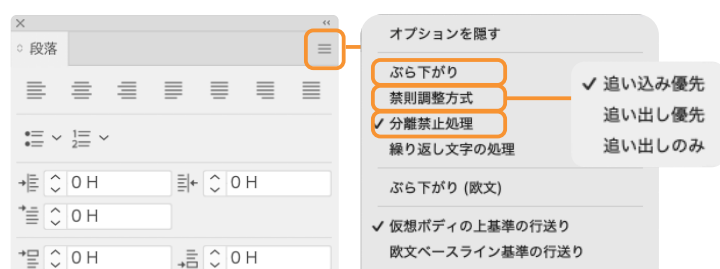 段落
0 H
0 H
0 H
0 H
0 H
オプションを隠す
ぶら下がり
禁則調整方式
✓ 分離禁止処理
繰り返し文字の処理
ぶら下がり (欧文)
✓ 仮想ボディの上基準の行送り
欧文ベースライン基準の行送り
✓ 追い込み優先
追い出し優先
追い出しのみ